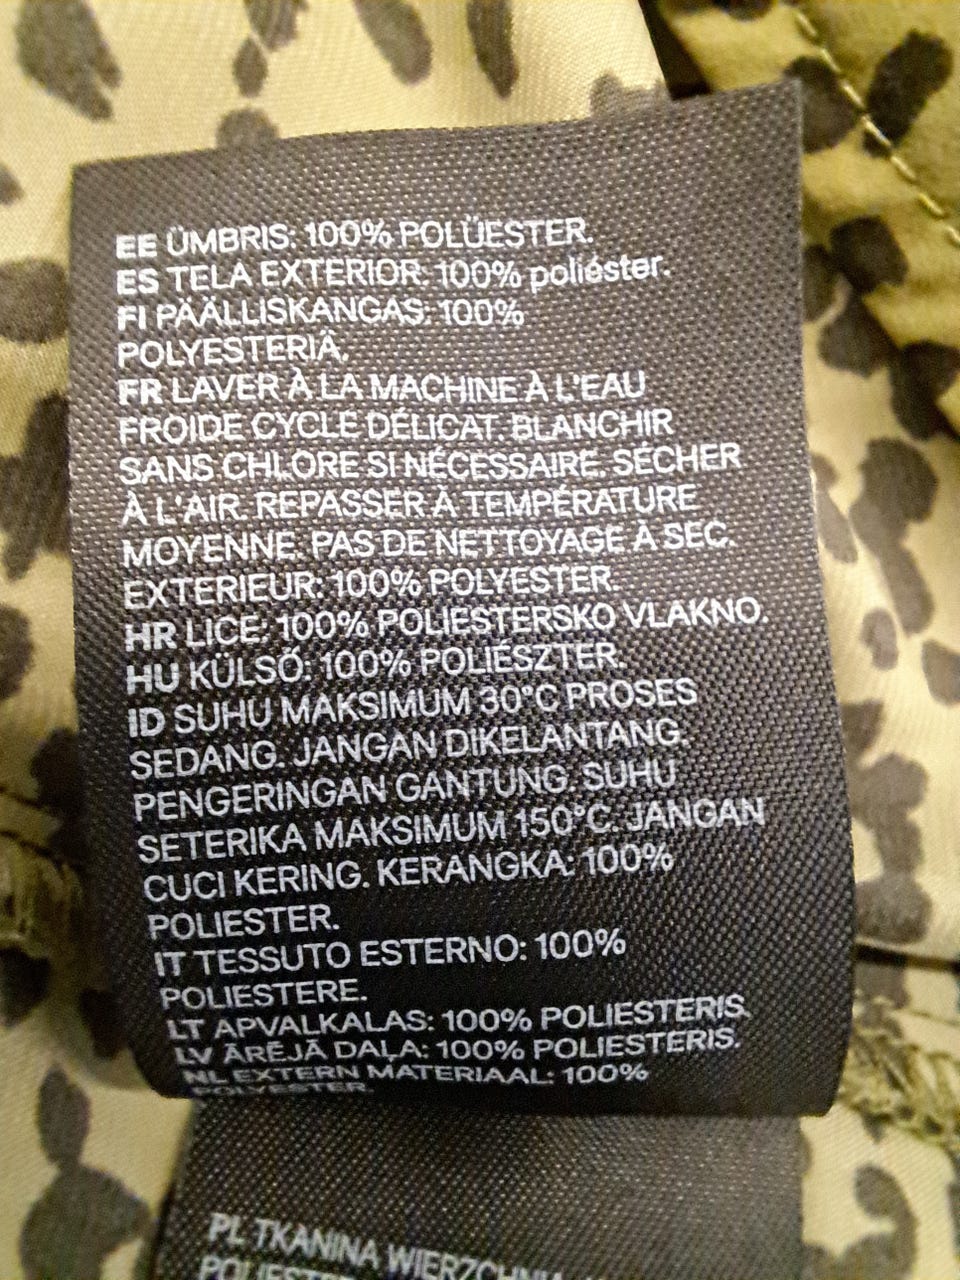 EE ÜMBRIS: 100% POLÜESTER.
ES TELA EXTERIOR: 100% poliéster.
FI PÄÄLLISKANGAS: 100%
POLYESTERIÄ.
FR LAVER À LA MACHINE À L'EAU
FROIDE CYCLE DÉLICAT. BLANCHIR
SANS CHLORE SI NÉCESSAIRE. SÉCHER
À L'AIR. REPASSER À TEMPÉRATURE
MOYENNE. PAS DE NETTOYAGE À SEC.
EXTERIEUR: 100% POLYESTER.
HR LICE: 100% POLIESTERSKO VLAKNO.
HU KÜLSŐ: 100% POLIÉSZTER.
ID SUHU MAKSIMUM 30°C PROSES
SEDANG. JANGAN DIKELANTANG.
PENGERINGAN GANTUNG. SUHU
SETERIKA MAKSIMUM 150°C. JANGAN
CUCI KERING. KERANGKA: 100%
POLIESTER.
IT TESSUTO ESTERNO: 100%
POLIESTERE.
LT APVALKALAS: 100% POLIESTERIS.
LV ĀRĒJĀ DAĻA: 100% POLIESTERIS.
NL EXTERN MATERIAAL: 100%
POLYESTER.
PL TKANINA